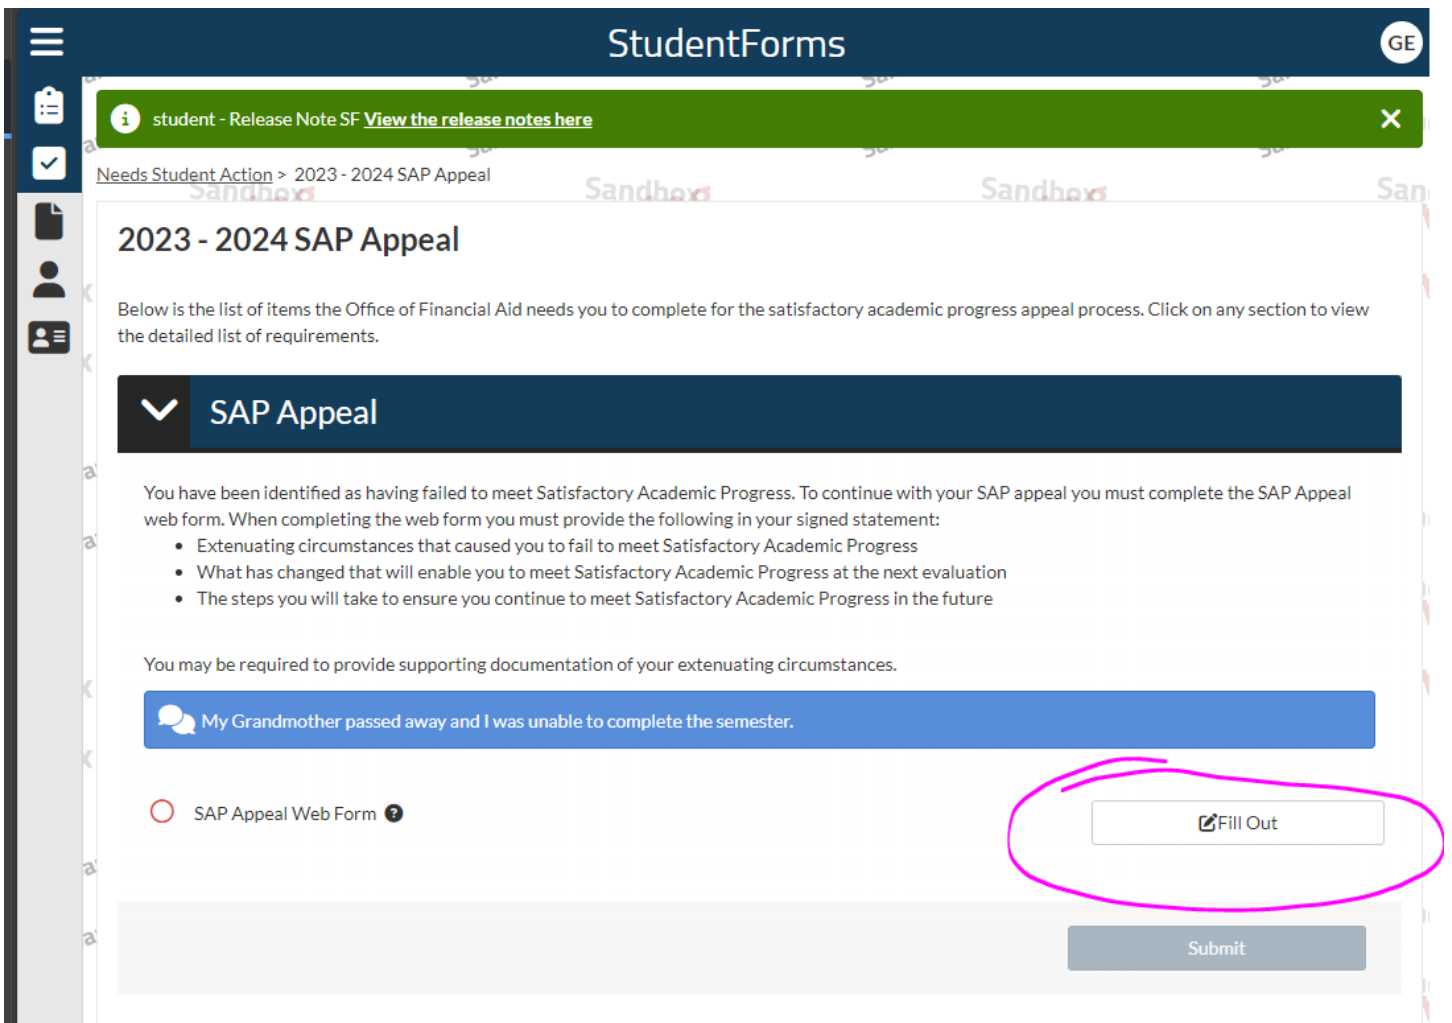 StudentForms
GE
student - Release Note SF View the release notes here
Needs Student Action > 2023 - 2024 SAP Appeal
Sandbox Sandbox Sandbox San
2023 - 2024 SAP Appeal
Below is the list of items the Office of Financial Aid needs you to complete for the satisfactory academic progress appeal process. Click on any section to view
the detailed list of requirements.
SAP Appeal
You have been identified as having failed to meet Satisfactory Academic Progress. To continue with your SAP appeal you must complete the SAP Appeal
web form. When completing the web form you must provide the following in your signed statement:
• Extenuating circumstances that caused you to fail to meet Satisfactory Academic Progress
• What has changed that will enable you to meet Satisfactory Academic Progress at the next evaluation
• The steps you will take to ensure you continue to meet Satisfactory Academic Progress in the future
You may be required to provide supporting documentation of your extenuating circumstances.
My Grandmother passed away and I was unable to complete the semester.
SAP Appeal Web Form ?
Fill Out
Submit